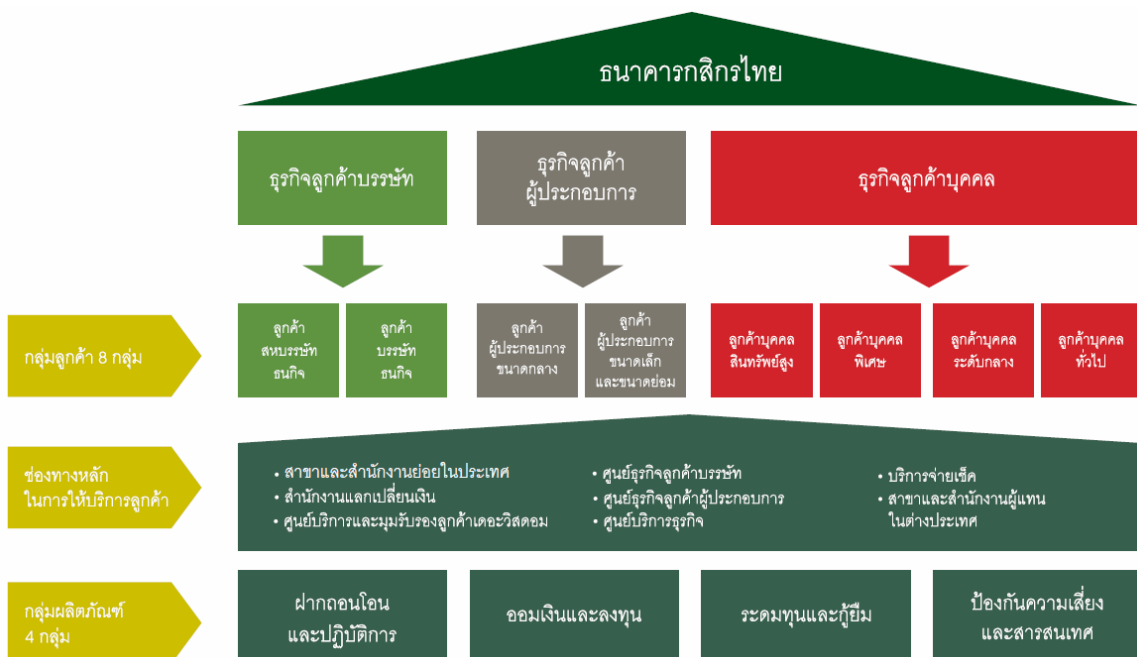 ธนาคารกสิกรไทย
ธุรกิจลูกค้าบรรษัท
ธุรกิจลูกค้า
ผู้ประกอบการ
ธุรกิจลูกค้าบุคคล
กลุ่มลูกค้า 8 กลุ่ม
ลูกค้า
สหบรรษัท
ธนกิจ
ลูกค้า
บรรษัท
ธนกิจ
ลูกค้า
ผู้ประกอบการ
ขนาดกลาง
ลูกค้า
ผู้ประกอบการ
ขนาดเล็ก
และขนาดย่อม
ลูกค้าบุคคล
สินทรัพย์สูง
ลูกค้าบุคคล
พิเศษ
ลูกค้าบุคคล
ระดับกลาง
ลูกค้าบุคคล
ทั่วไป
ช่องทางหลัก
ในการให้บริการลูกค้า
• สาขาและสำนักงานย่อยในประเทศ
• สำนักงานแลกเปลี่ยนเงิน
• ศูนย์บริการและมุมรับรองลูกค้าเดอะวิสดอม
• ศูนย์ธุรกิจลูกค้าบรรษัท
• ศูนย์ธุรกิจลูกค้าผู้ประกอบการ
• ศูนย์บริการธุรกิจ
• บริการจ่ายเช็ค
• สาขาและสำนักงานผู้แทน
ในต่างประเทศ
กลุ่มผลิตภัณฑ์
4 กลุ่ม
ฝากถอนโอน
และปฏิบัติการ
ออมเงินและลงทุน
ระดมทุนและกู้ยืม
ป้องกันความเสี่ยง
และสารสนเทศ